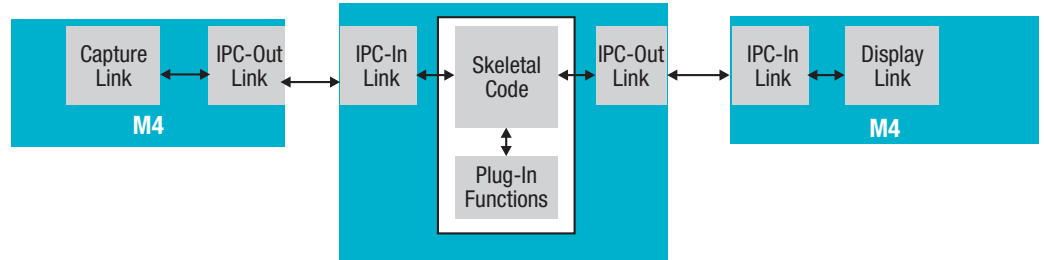 Capture
Link
IPC-Out
Link
M4
IPC-In
Link
Skeletal
Code
Plug-In
Functions
IPC-Out
Link
IPC-In
Link
Display
Link
M4